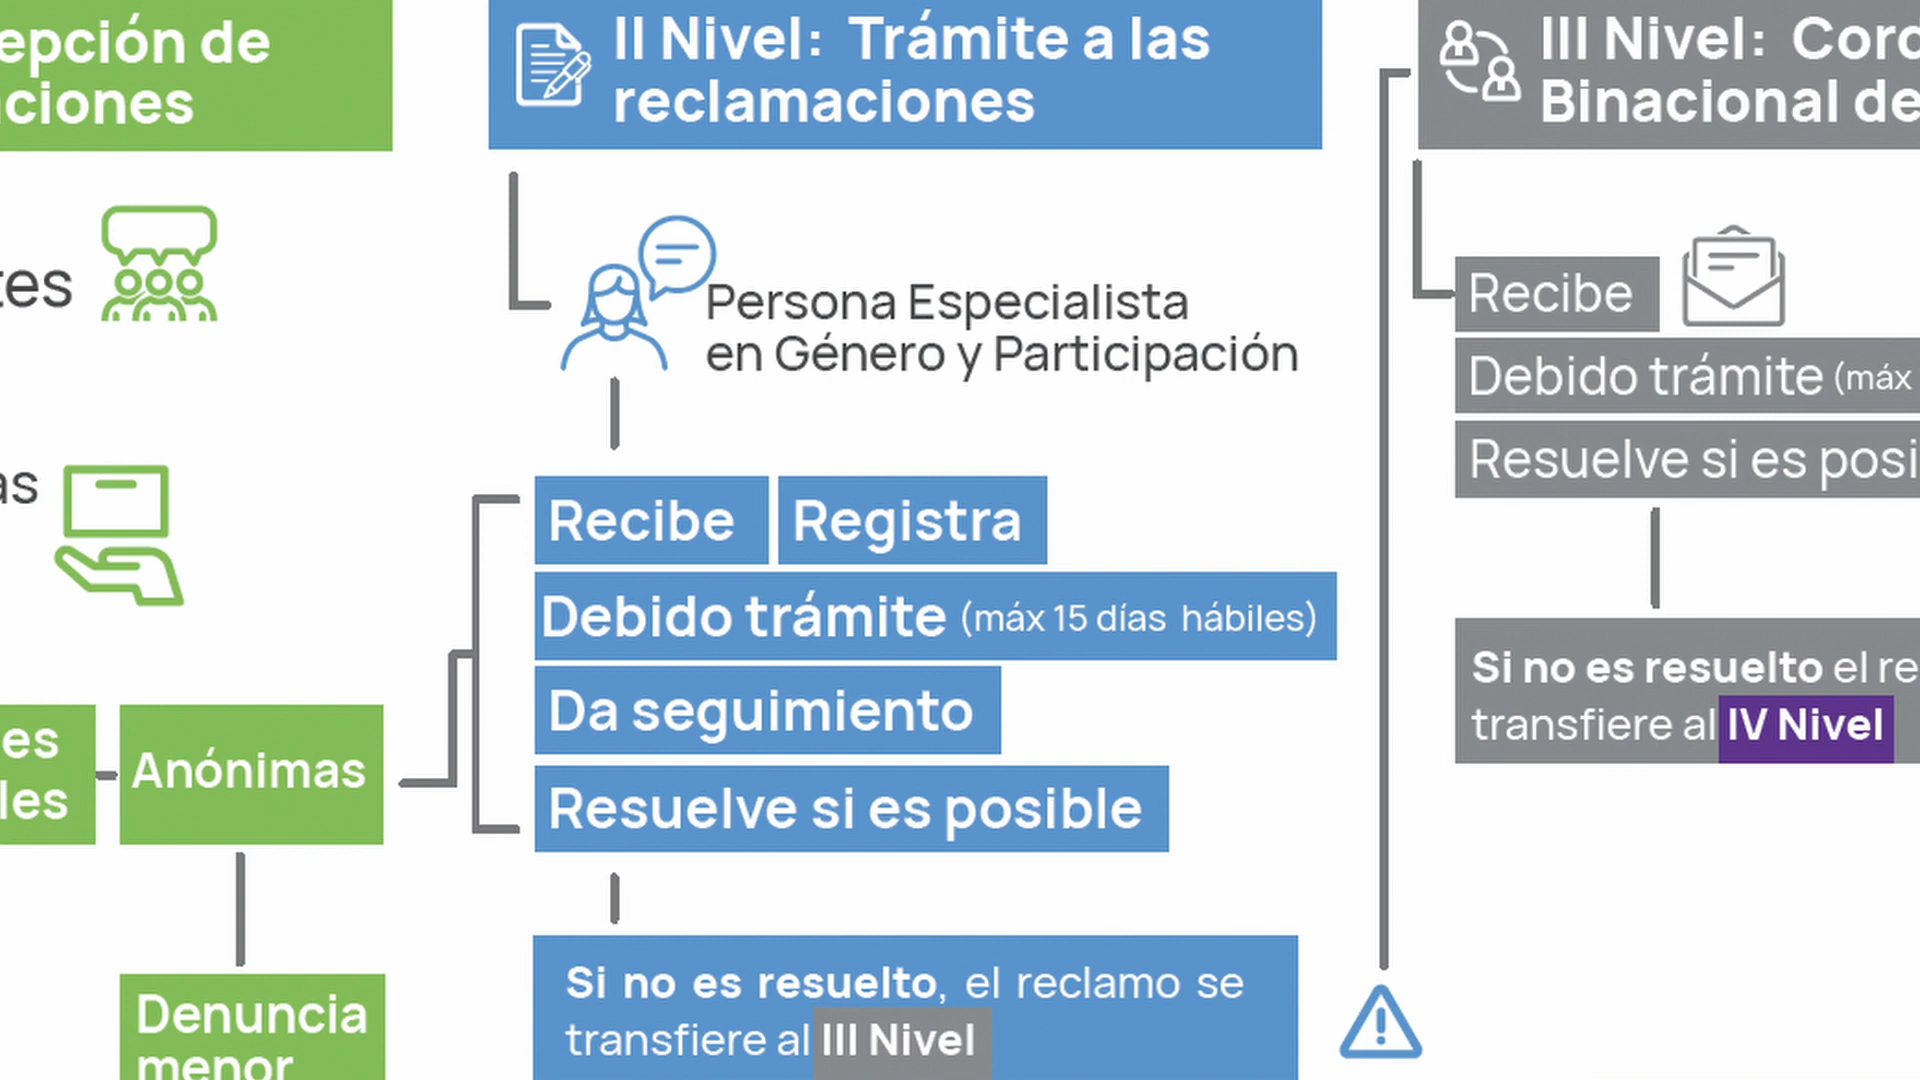 epción de
ciones
tes
as
es
les
Anónimas
Denuncia
menor
II Nivel: Trámite a las
reclamaciones
Persona Especialista
en Género y Participación
Recibe
Registra
Debido trámite (máx 15 días hábiles)
Da seguimiento
Resuelve si es posible
Si no es resuelto, el reclamo se
transfiere al III Nivel
III Nivel: Coro
Binacional de
Recibe
Debido trámite (máx
Resuelve si es posi
Si no es resuelto el re
transfiere al IV Nivel